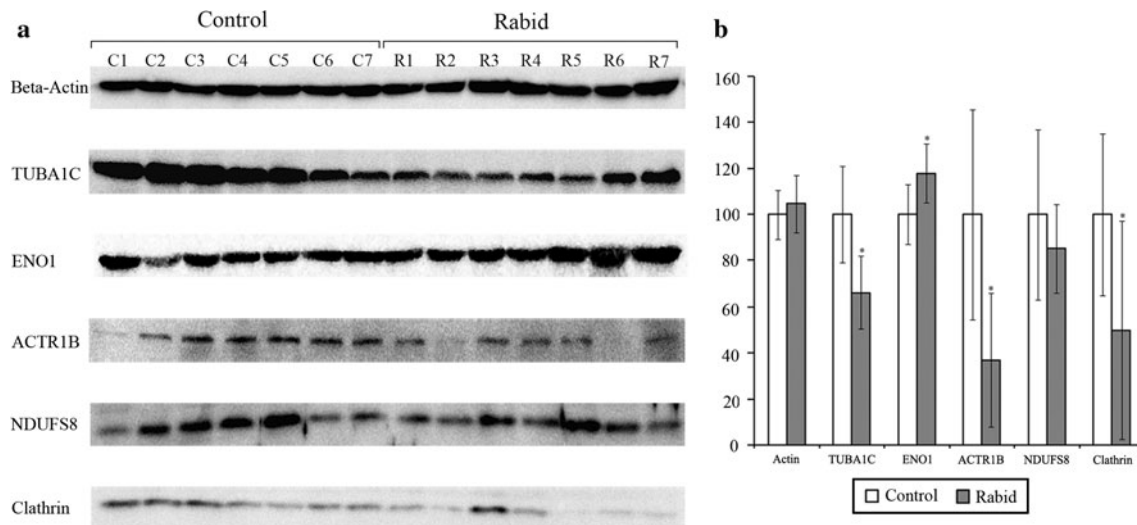 a
Control Rabid
C1 C2 C3 C4 C5 C6 C7 R1 R2 R3 R4 R5 R6 R7
Beta-Actin
TUBA1C
ENO1
ACTR1B
NDUFS8
Clathrin
b
160
140
120
100
80
60
40
20
0
* * * *
Actin TUBA1C ENO1 ACTR1B NDUFS8 Clathrin
Control Rabid